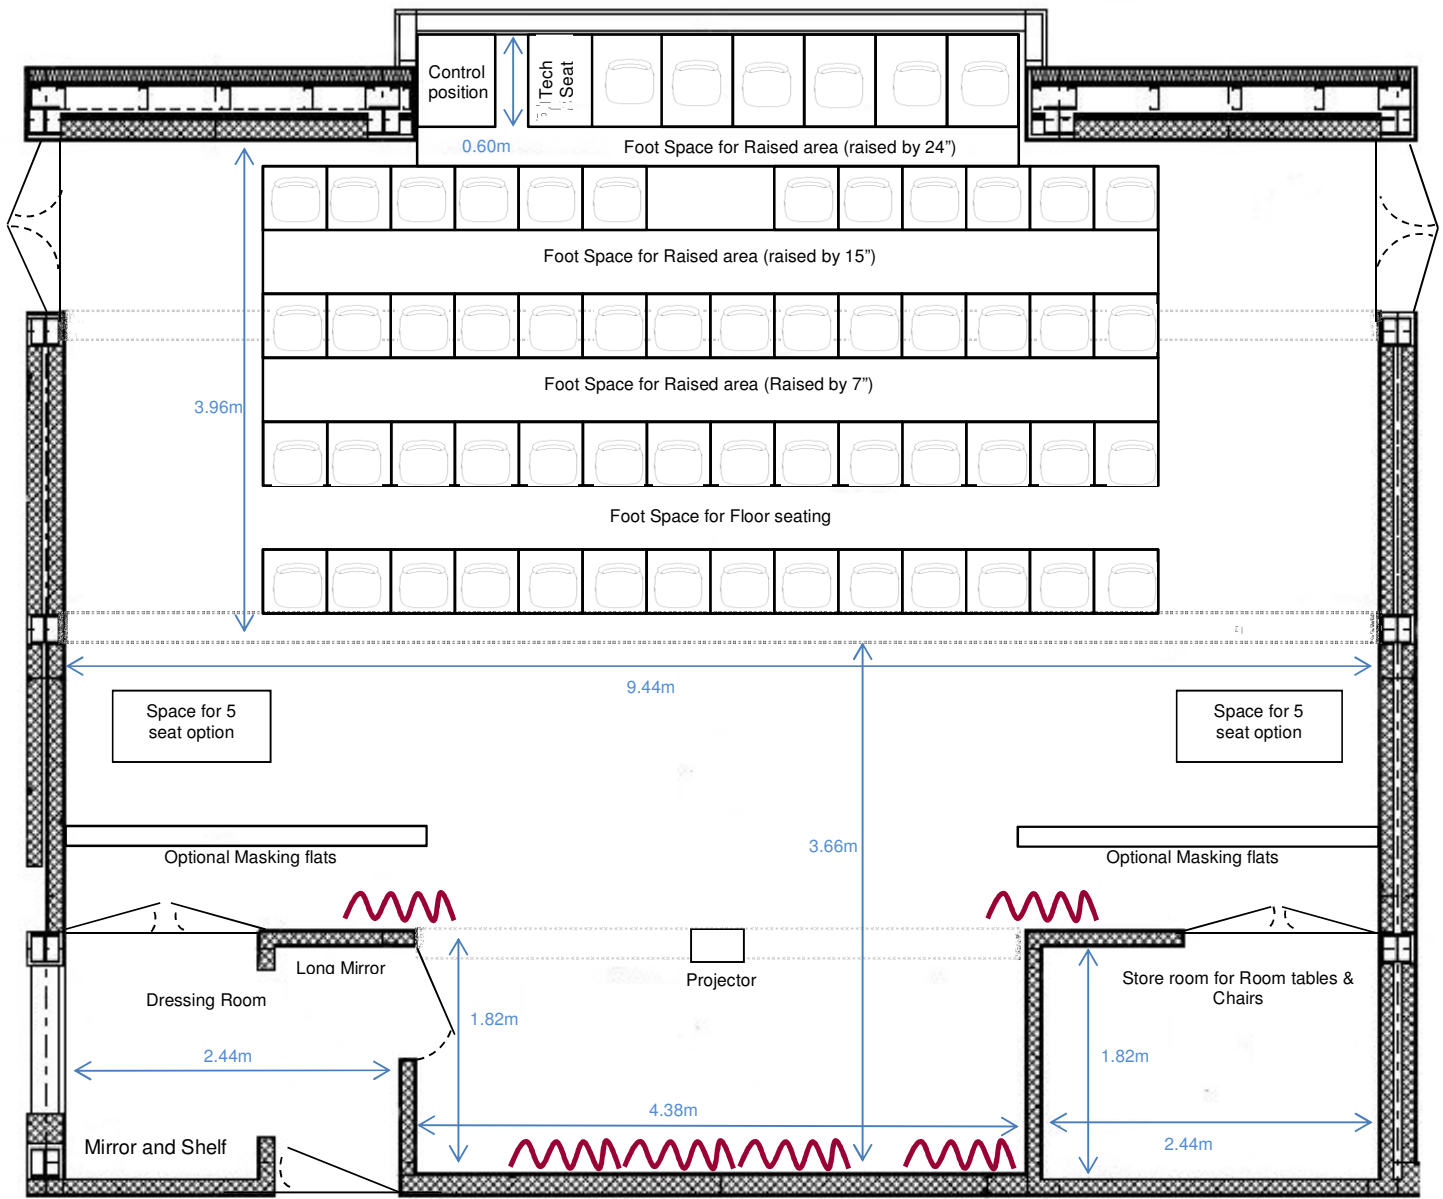 Control
position
Tech
Seat
0.60m
Foot Space for Raised area (raised by 24”)
Foot Space for Raised area (raised by 15”)
Foot Space for Raised area (Raised by 7”)
3.96m
Foot Space for Floor seating
9.44m
Space for 5
seat option
Space for 5
seat option
3.66m
Optional Masking flats
Optional Masking flats
Long Mirror
Projector
Store room for Room tables &
Chairs
Dressing Room
1.82m
2.44m
1.82m
4.38m
Mirror and Shelf
2.44m